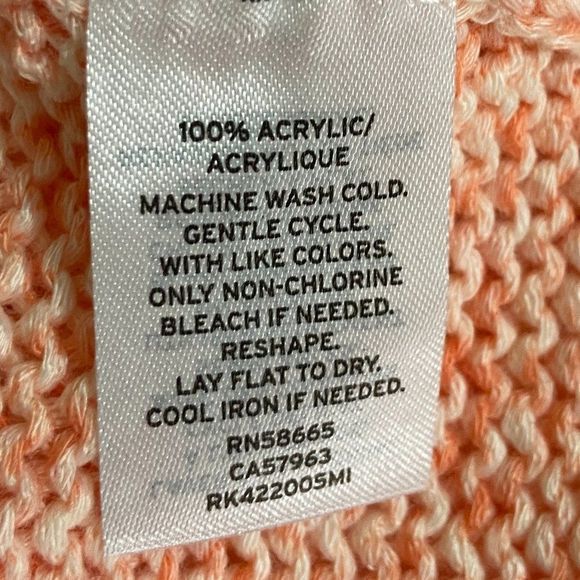 100% ACRYLIC/
ACRYLIQUE
MACHINE WASH COLD.
GENTLE CYCLE.
WITH LIKE COLORS.
ONLY NON-CHLORINE
BLEACH IF NEEDED.
RESHAPE.
LAY FLAT TO DRY.
COOL IRON IF NEEDED.
RN58665
CA57963
RK422005MI